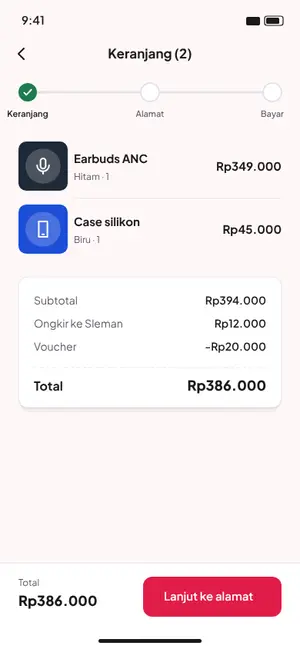 9:41
Keranjang (2)
Keranjang Alamat Bayar
Earbuds ANC
Rp349.000
Hitam · 1
Case silikon
Rp45.000
Biru · 1
Subtotal Rp394.000
Ongkir ke Sleman Rp12.000
Voucher −Rp20.000
Total Rp386.000
Total
Rp386.000
Lanjut ke alamat